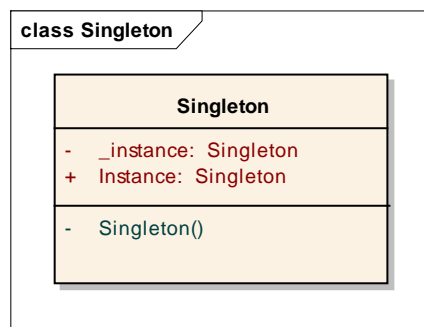 class Singleton
Singleton
- _instance: Singleton
+ Instance: Singleton
- Singleton()